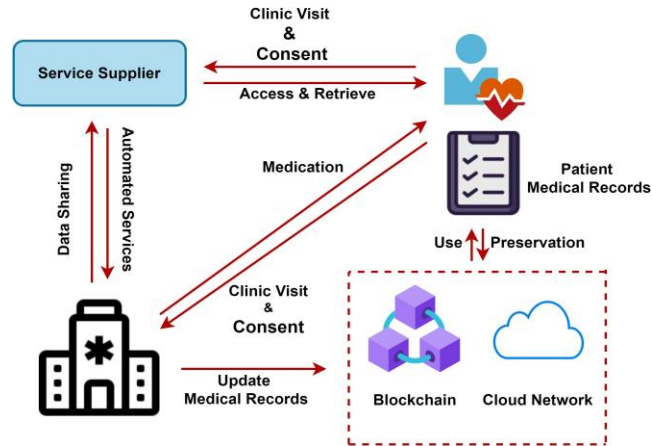 Clinic Visit
&
Consent
Service Supplier
Access & Retrieve
Data Sharing
Automated Services
Medication
Patient
Medical Records
Use
Preservation
Clinic Visit
&
Consent
Update
Medical Records
Blockchain
Cloud Network